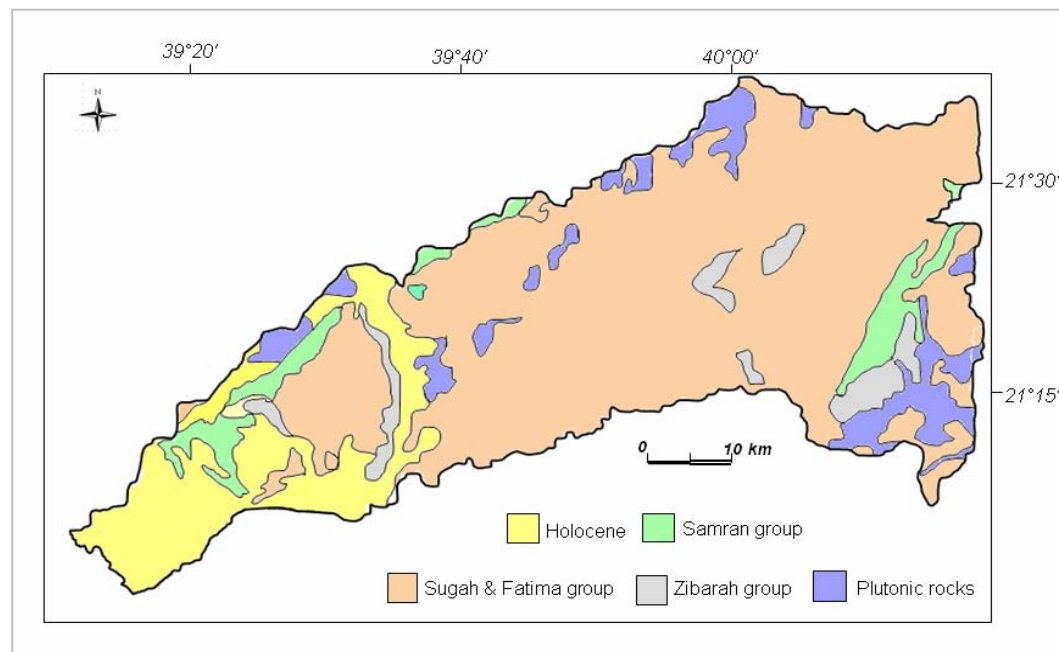 39°20' 39°40' 40°00'
N
21°30'
21°15'
0 10 km
Holocene Samran group
Sugah & Fatima group Zibarah group Plutonic rocks